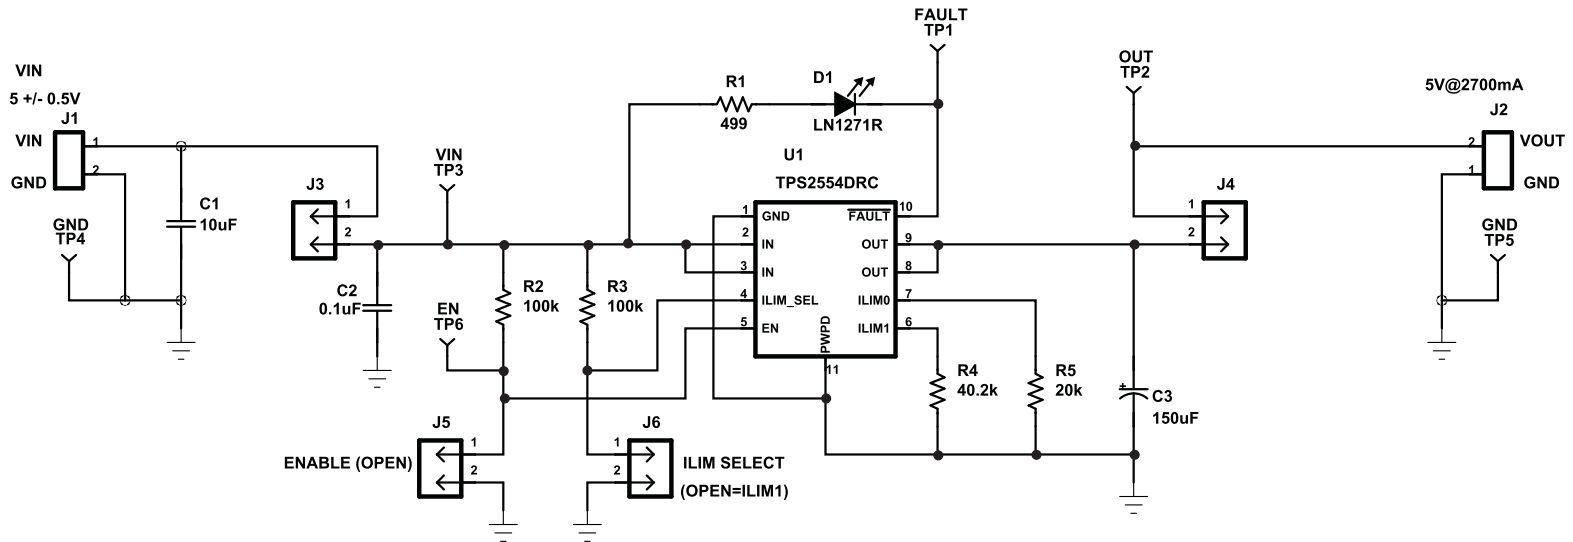 FAULT
TP1
VIN
5 +/- 0.5V
J1
VIN
GND
1
2
GND
TP4
C1
10uF
J3
1
2
C2
0.1uF
VIN
TP3
EN
TP6
R2
100k
R3
100k
R1
499
D1
LN1271R
U1
TPS2554DRC
1 GND
2 IN
3 IN
4 ILIM_SEL
5 EN
FAULT 10
OUT 9
OUT 8
ILIM0 7
ILIM1 6
PWPD
11
R4
40.2k
R5
20k
OUT
TP2
5V@2700mA
J2
2
VOUT
1
GND
J4
1
2
GND
TP5
+
C3
150uF
J5
1
2
ENABLE (OPEN)
J6
1
2
ILIM SELECT
(OPEN=ILIM1)